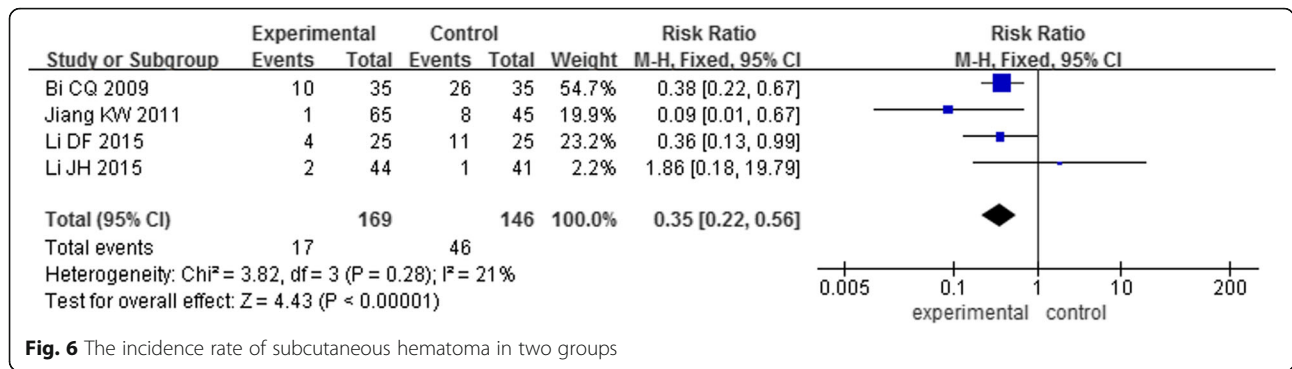 Experimental Control Risk Ratio Risk Ratio
Study or Subgroup Events Total Events Total Weight M-H, Fixed, 95% CI M-H, Fixed, 95% CI
Bi CQ 2009 10 35 26 35 54.7% 0.38 [0.22, 0.67]
Jiang KW 2011 1 65 8 45 19.9% 0.09 [0.01, 0.67]
Li DF 2015 4 25 11 25 23.2% 0.36 [0.13, 0.99]
Li JH 2015 2 44 1 41 2.2% 1.86 [0.18, 19.79]
Total (95% CI) 169 146 100.0% 0.35 [0.22, 0.56]
Total events 17 46
Heterogeneity: Chi² = 3.82, df = 3 (P = 0.28); I² = 21%
Test for overall effect: Z = 4.43 (P < 0.00001)
0.005 0.1 1 10 200
experimental control
Fig. 6 The incidence rate of subcutaneous hematoma in two groups